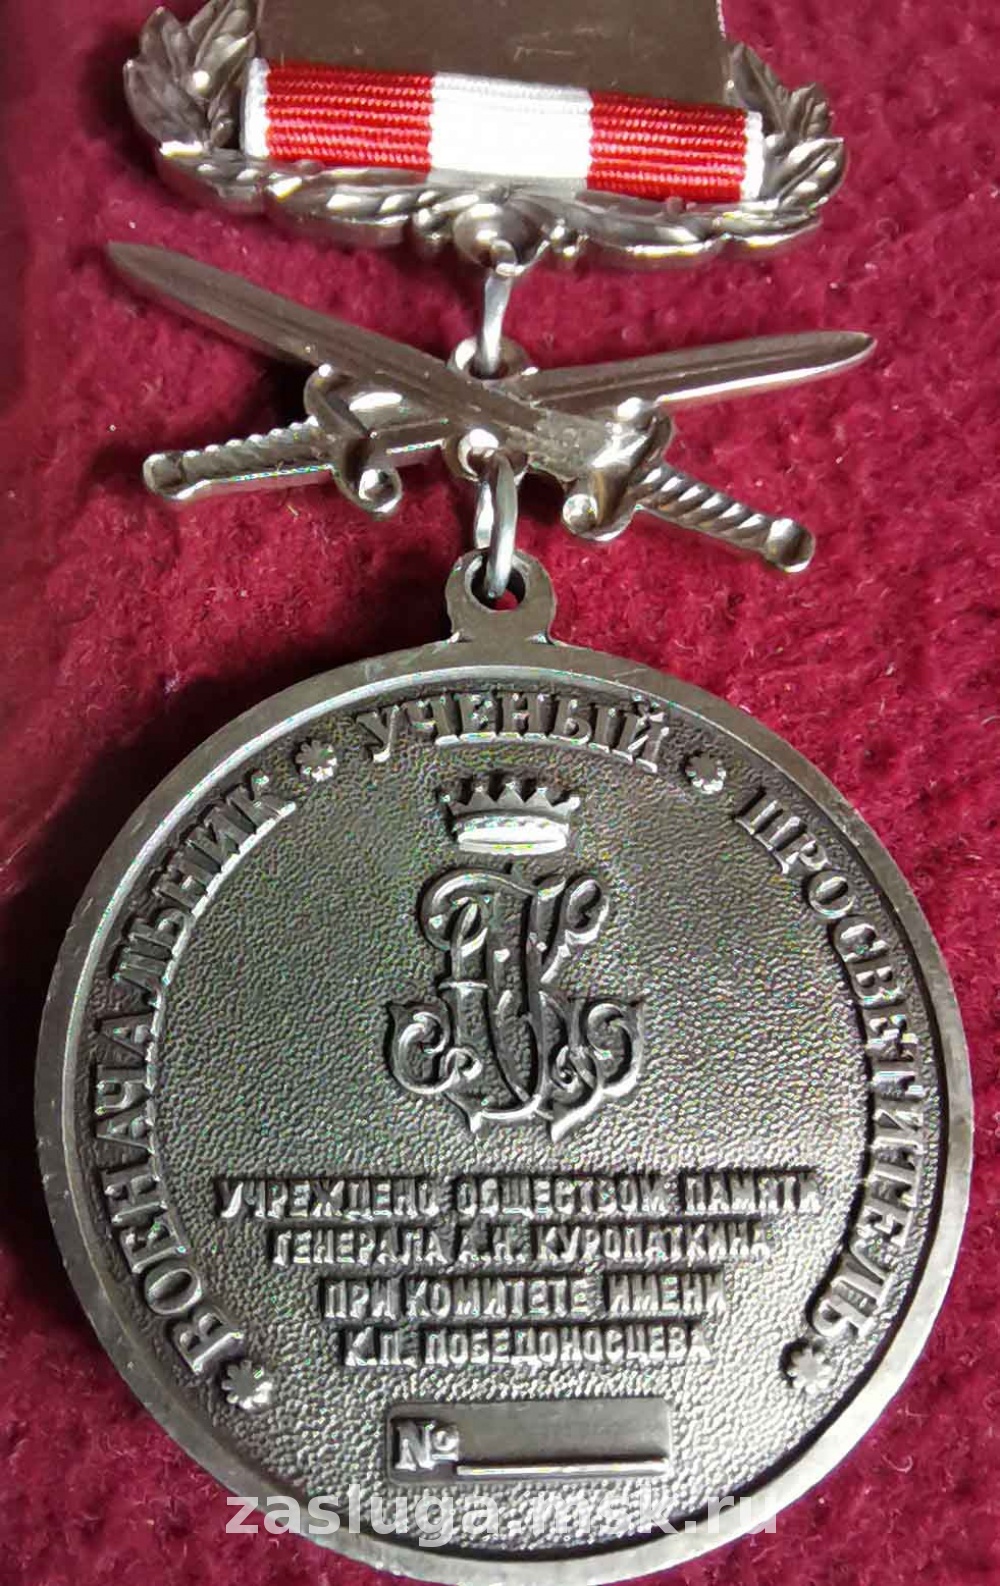 ВОЕНАЧАЛЬНИК * УЧЕНЫЙ * ПРОСВЕТИТЕЛЬ
УЧРЕЖДЕНО ОБЩЕСТВОМ ПАМЯТИ
ГЕНЕРАЛА А.Н. КУРОПАТКИНА
ПРИ КОМИТЕТЕ ИМЕНИ
К.П. ПОБЕДОНОСЦЕВА
№
zasluga.msk.ru